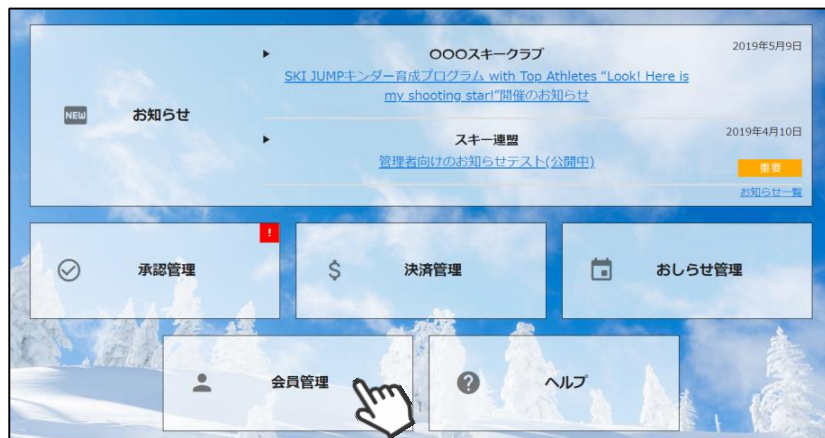 ○○○スキークラブ
2019年5月9日
SKI JUMPキンダー育成プログラム with Top Athletes “Look! Here is
my shooting star!”開催のお知らせ
NEW
お知らせ
スキー連盟
2019年4月10日
管理者向けのお知らせテスト(公開中)
重要
お知らせ一覧
!
承認管理
$
決済管理
おしらせ管理
会員管理
?
ヘルプ